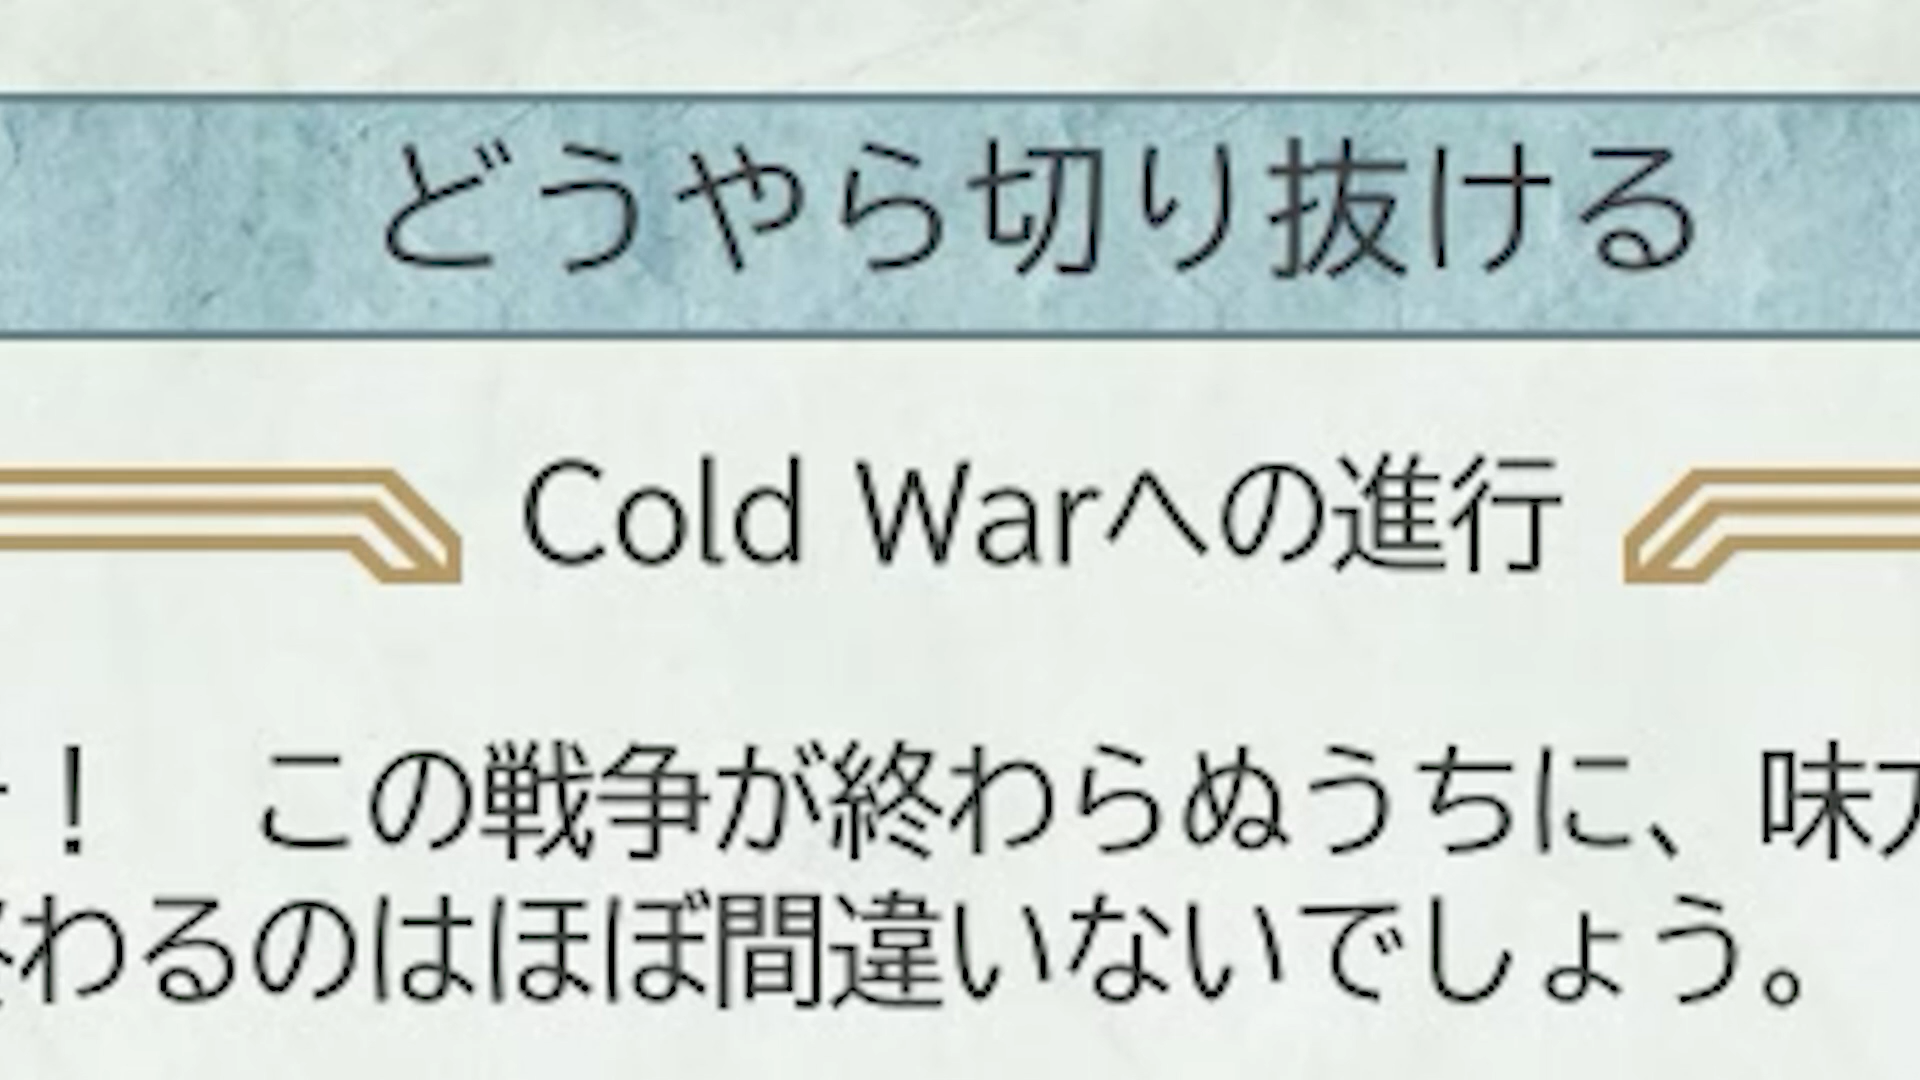 どうやら切り抜ける
Cold Warへの進行
！　この戦争が終わらぬうちに、味
わるのはほぼ間違いないでしょう。